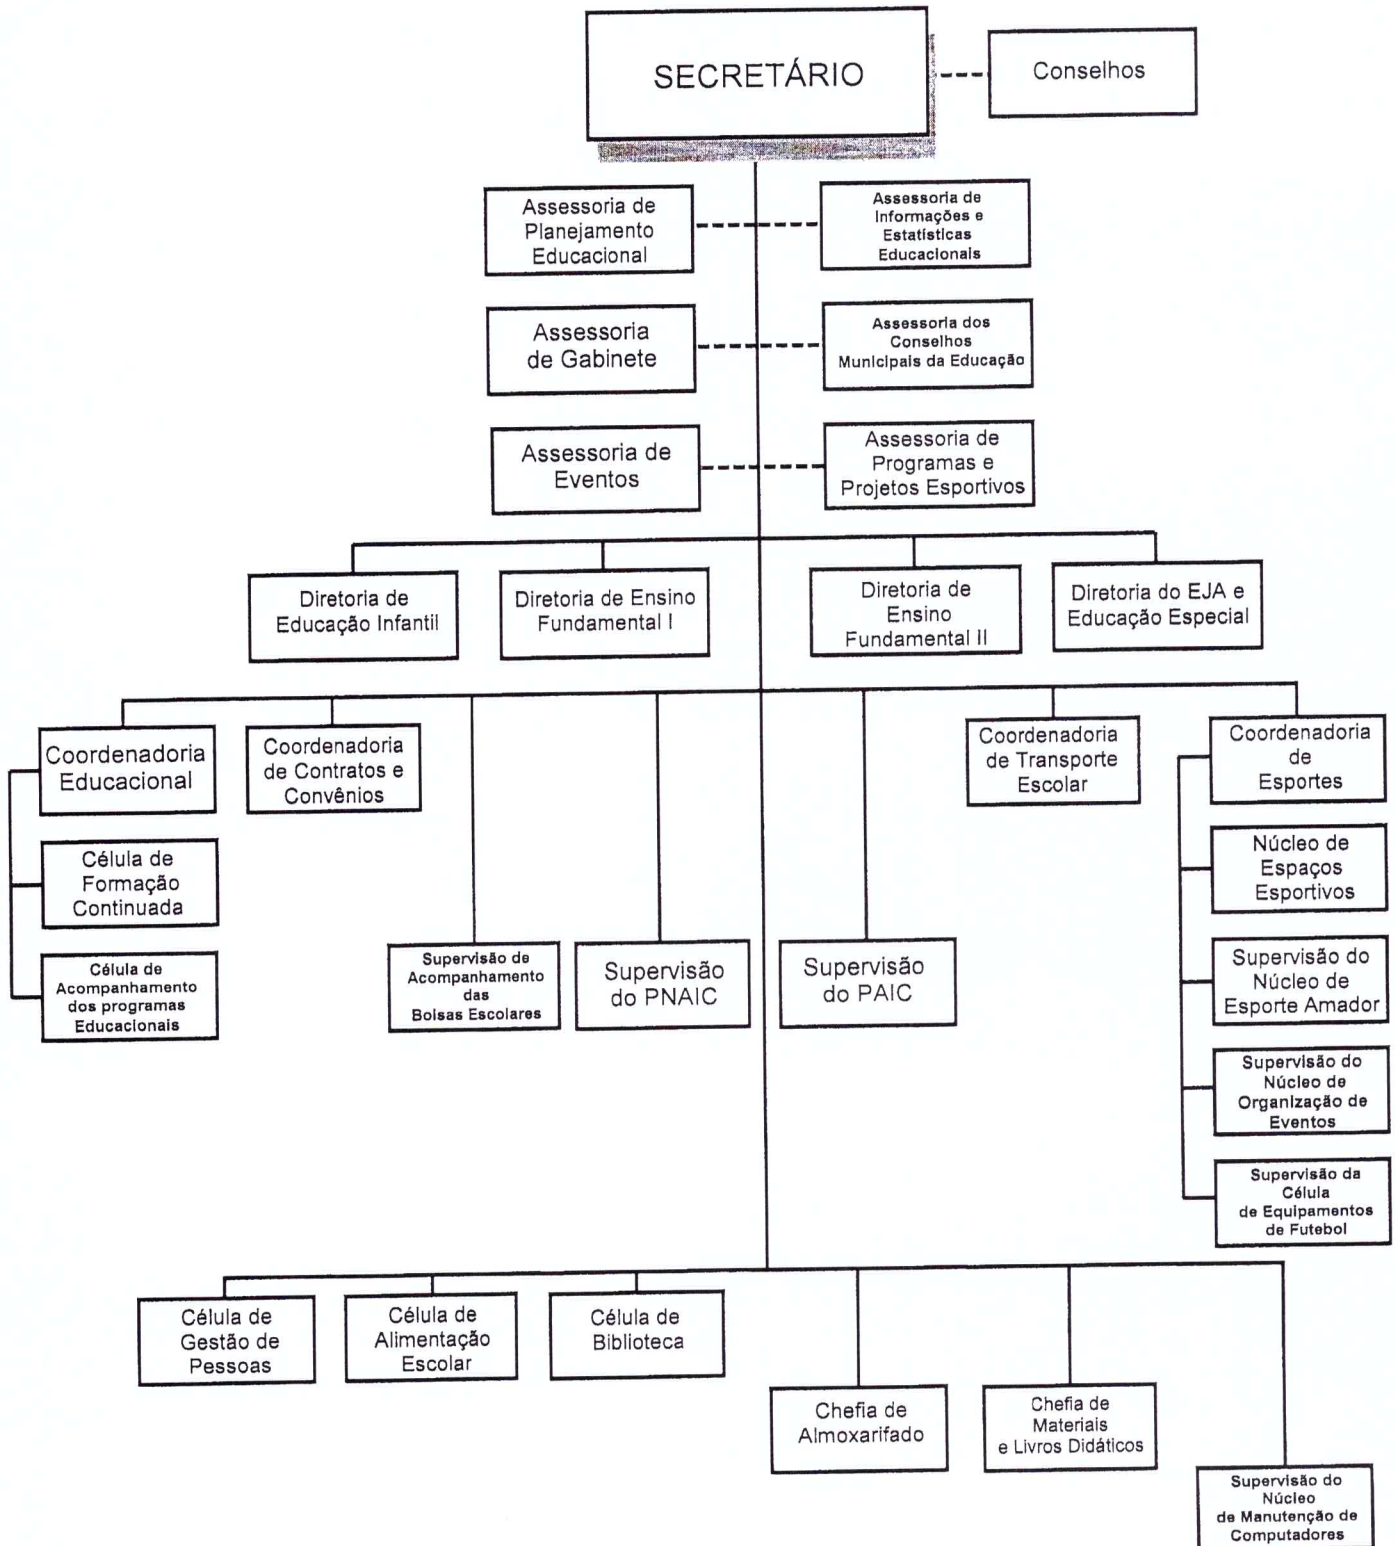 SECRETÁRIO
Conselhos
Assessoria de
Planejamento
Educacional
Assessoria de
Informações e
Estatísticas
Educacionais
Assessoria
de Gabinete
Assessoria dos
Conselhos
Municipais da Educação
Assessoria de
Eventos
Assessoria de
Programas e
Projetos Esportivos
Diretoria de
Educação Infantil
Diretoria de Ensino
Fundamental I
Diretoria de
Ensino
Fundamental II
Diretoria do EJA e
Educação Especial
Coordenadoria
Educacional
Coordenadoria
de Contratos e
Convênios
Coordenadoria
de Transporte
Escolar
Coordenadoria
de
Esportes
Célula de
Formação
Continuada
Núcleo de
Espaços
Esportivos
Célula de
Acompanhamento
dos programas
Educacionais
Supervisão de
Acompanhamento
das
Bolsas Escolares
Supervisão
do PNAIC
Supervisão
do PAIC
Supervisão do
Núcleo de
Esporte Amador
Supervisão do
Núcleo de
Organização de
Eventos
Supervisão da
Célula
de Equipamentos
de Futebol
Célula de
Gestão de
Pessoas
Célula de
Alimentação
Escolar
Célula de
Biblioteca
Chefia de
Almoxarifado
Chefia de
Materiais
e Livros Didáticos
Supervisão do
Núcleo
de Manutenção de
Computadores